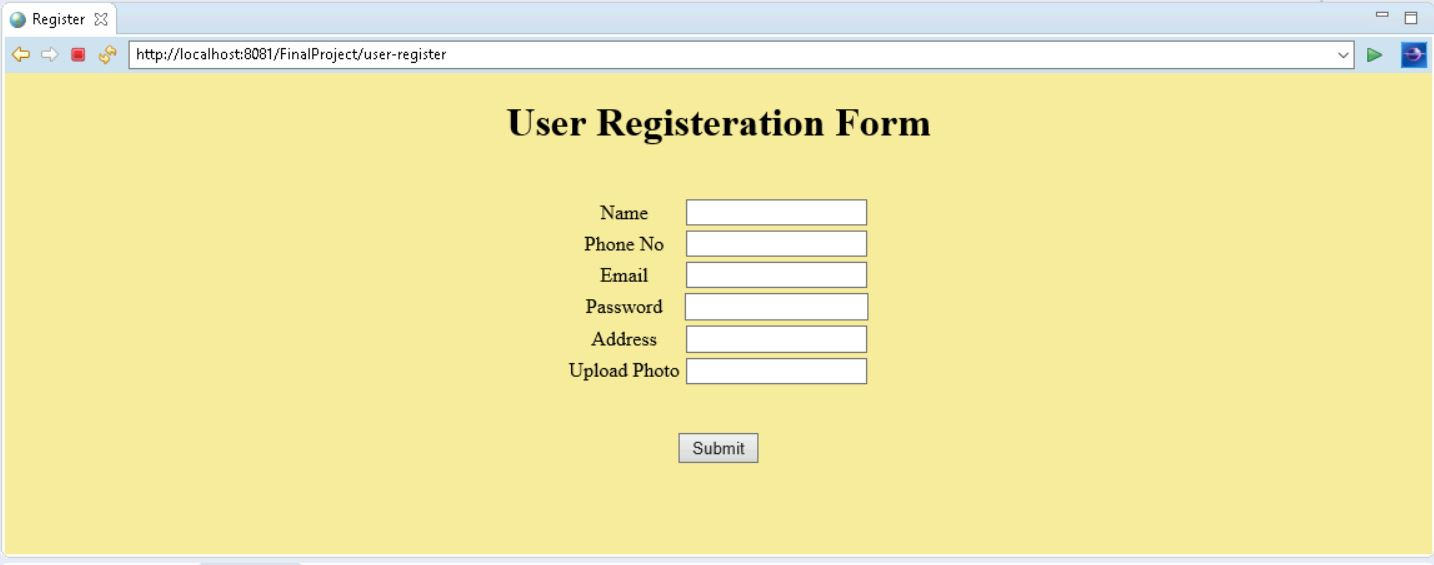 Register
http://localhost:8081/FinalProject/user-register
User Registeration Form
Name
Phone No
Email
Password
Address
Upload Photo
Submit